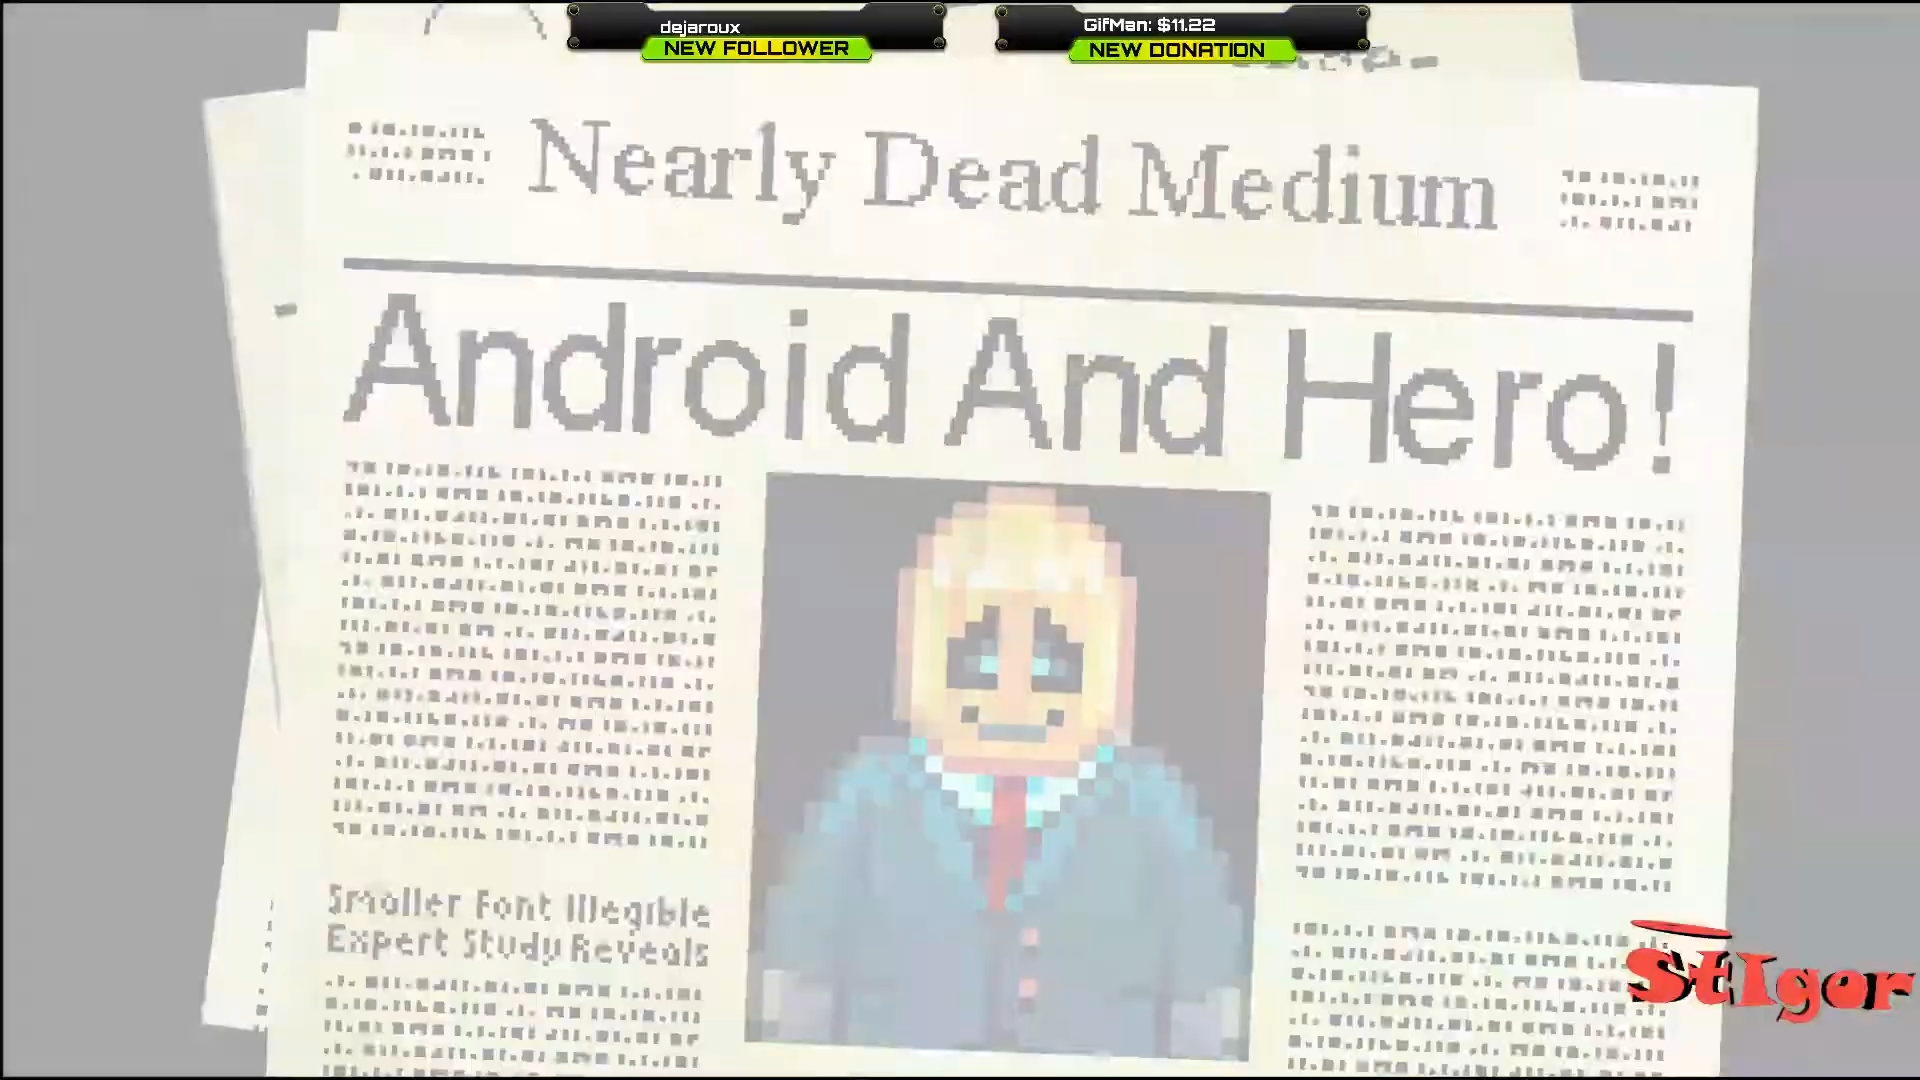 dejaroux
NEW FOLLOWER
GifMan: $11.22
NEW DONATION
Nearly Dead Medium
Android And Hero!
Smaller Font Illegible
Expert Study Reveals
StIgor